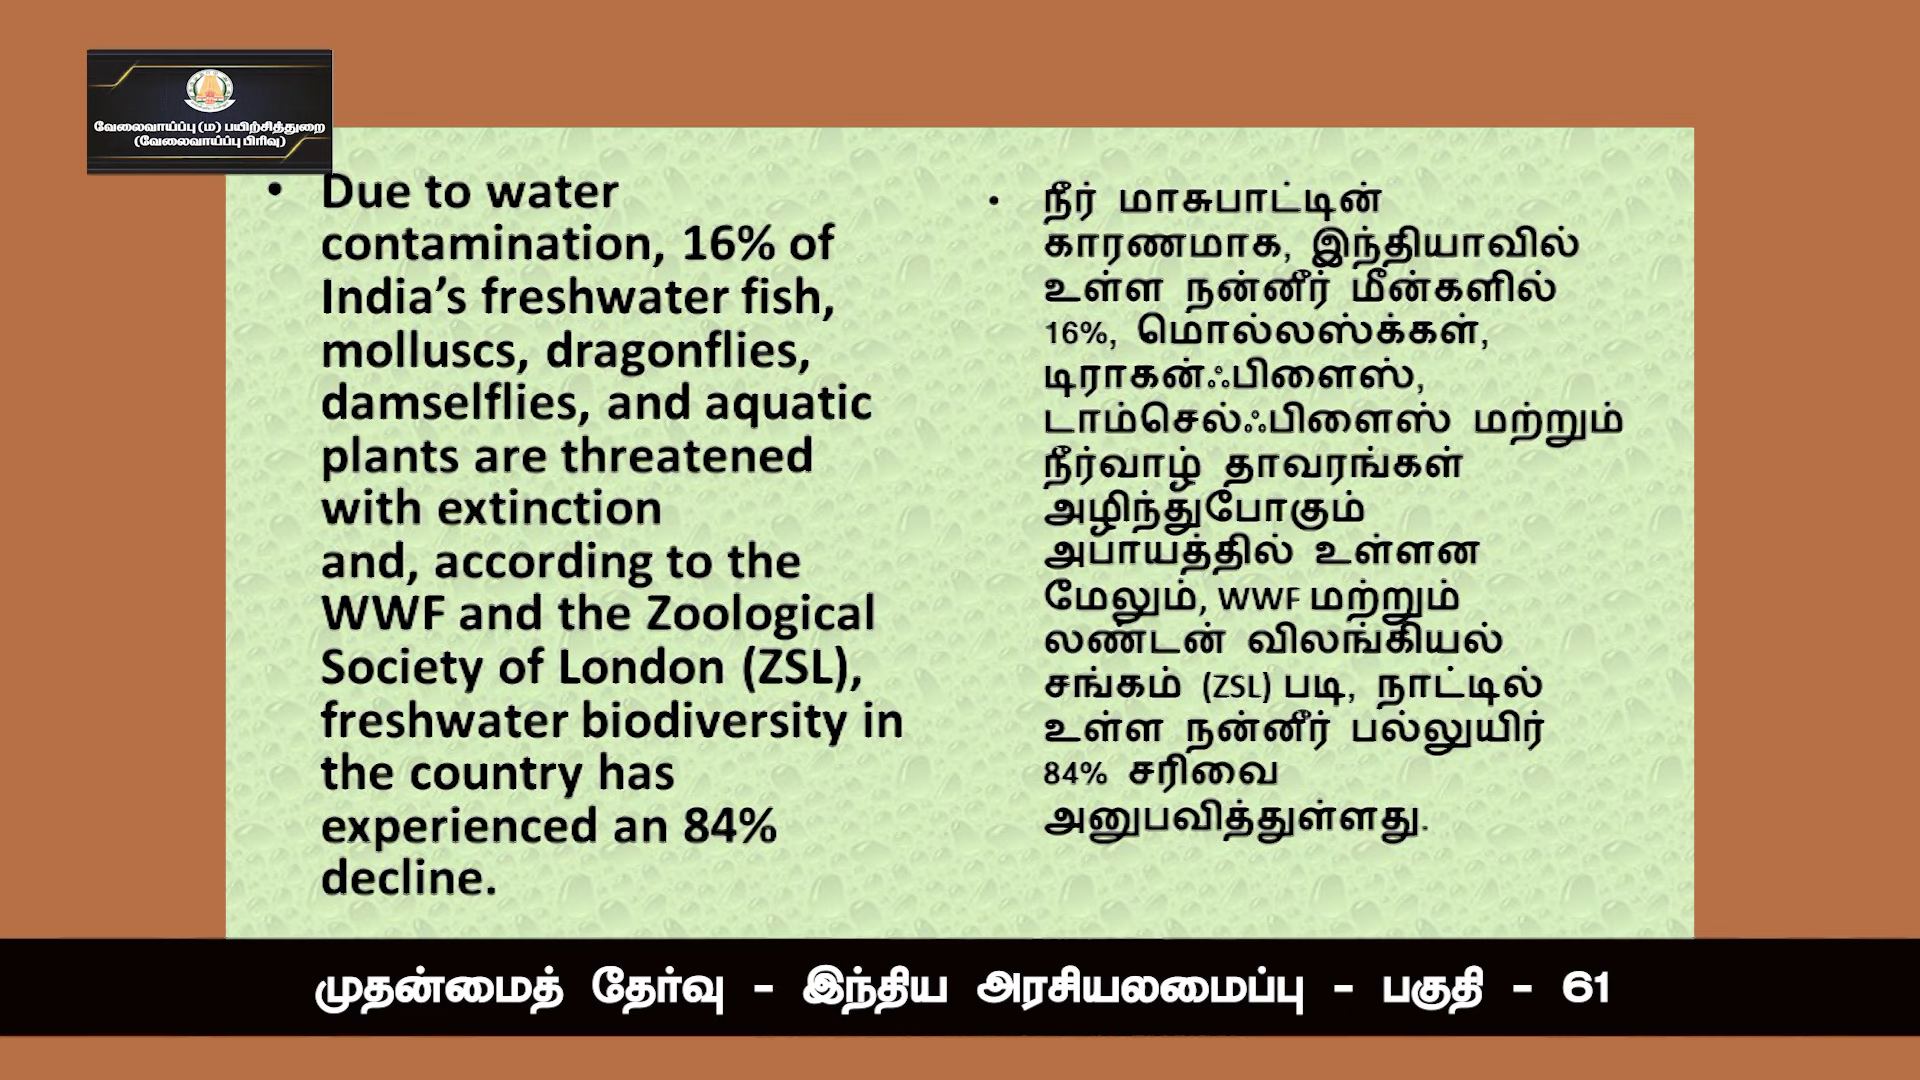 வேலைவாய்ப்பு (ம) பயிற்சித்துறை
(வேலைவாய்ப்பு பிரிவு)
• Due to water
contamination, 16% of
India’s freshwater fish,
molluscs, dragonflies,
damselflies, and aquatic
plants are threatened
with extinction
and, according to the
WWF and the Zoological
Society of London (ZSL),
freshwater biodiversity in
the country has
experienced an 84%
decline.
• நீர் மாசுபாட்டின்
காரணமாக, இந்தியாவில்
உள்ள நன்னீர் மீன்களில்
16%, மொல்லஸ்க்கள்,
டிராகன்ஃபிளைஸ்,
டாம்செல்ஃபிளைஸ் மற்றும்
நீர்வாழ் தாவரங்கள்
அழிந்துபோகும்
அபாயத்தில் உள்ளன
மேலும், WWF மற்றும்
லண்டன் விலங்கியல்
சங்கம் (ZSL) படி, நாட்டில்
உள்ள நன்னீர் பல்லுயிர்
84% சரிவை
அனுபவித்துள்ளது.
முதன்மைத் தேர்வு - இந்திய அரசியலமைப்பு - பகுதி - 61